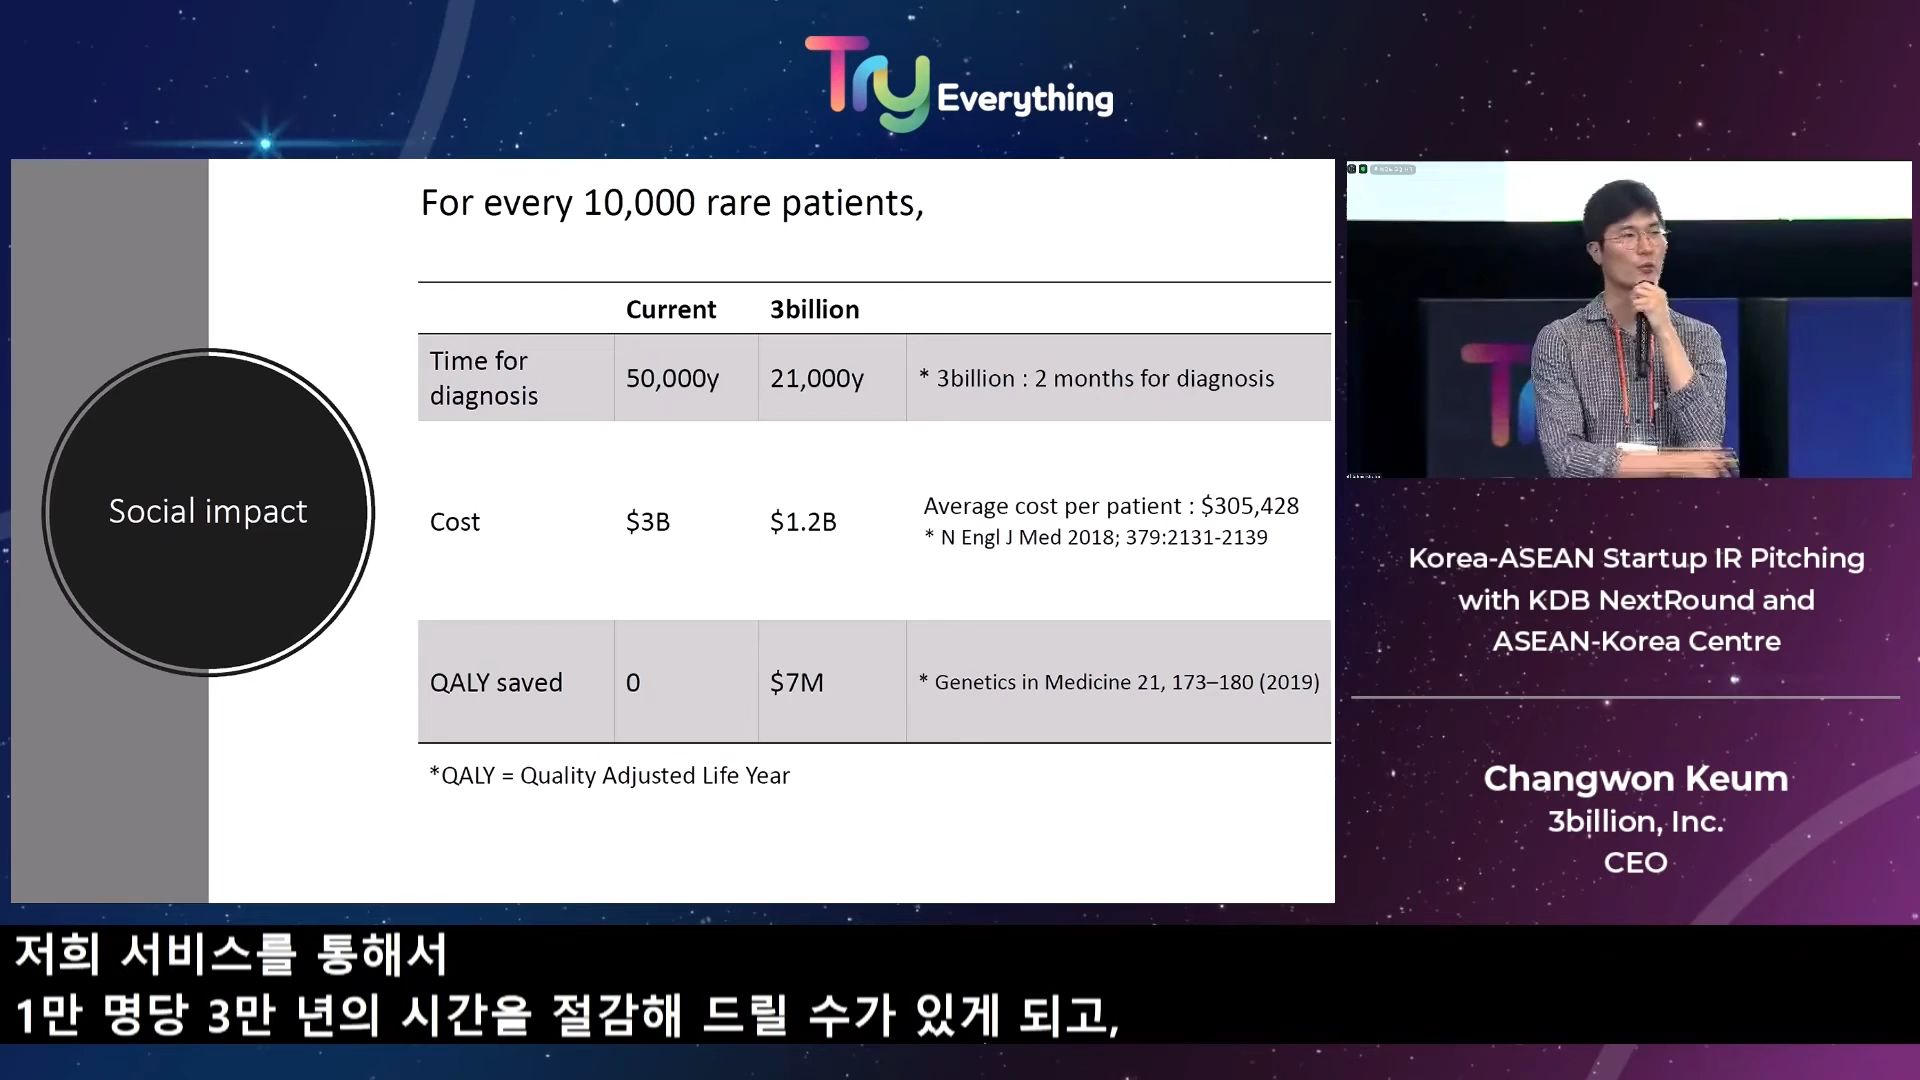 Try Everything
For every 10,000 rare patients,
Current 3billion
Time for diagnosis 50,000y 21,000y * 3billion : 2 months for diagnosis
Cost $3B $1.2B Average cost per patient : $305,428
* N Engl J Med 2018; 379:2131-2139
QALY saved 0 $7M * Genetics in Medicine 21, 173–180 (2019)
*QALY = Quality Adjusted Life Year
Social impact
Korea-ASEAN Startup IR Pitching
with KDB NextRound and
ASEAN-Korea Centre
Changwon Keum
3billion, Inc.
CEO
저희 서비스를 통해서
1만 명당 3만 년의 시간을 절감해 드릴 수가 있게 되고,